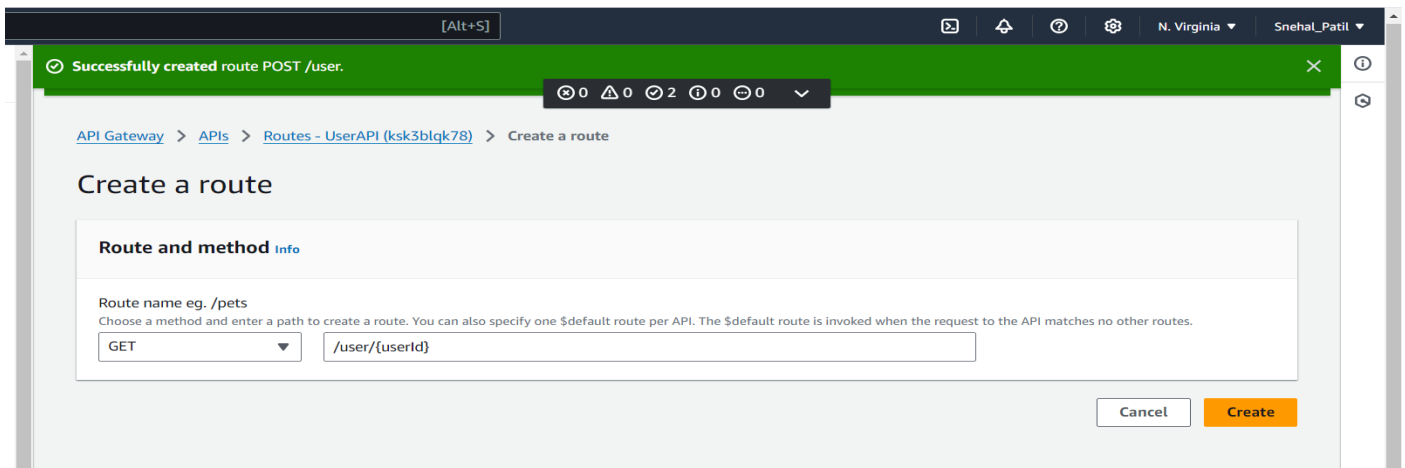 [Alt+S] N. Virginia Snehal_Patil
Successfully created route POST /user.
0 0 2 0 0
API Gateway > APIs > Routes - UserAPI (ksk3blqk78) > Create a route
Create a route
Route and method Info
Route name eg. /pets
Choose a method and enter a path to create a route. You can also specify one $default route per API. The $default route is invoked when the request to the API matches no other routes.
GET /user/{userId}
Cancel Create